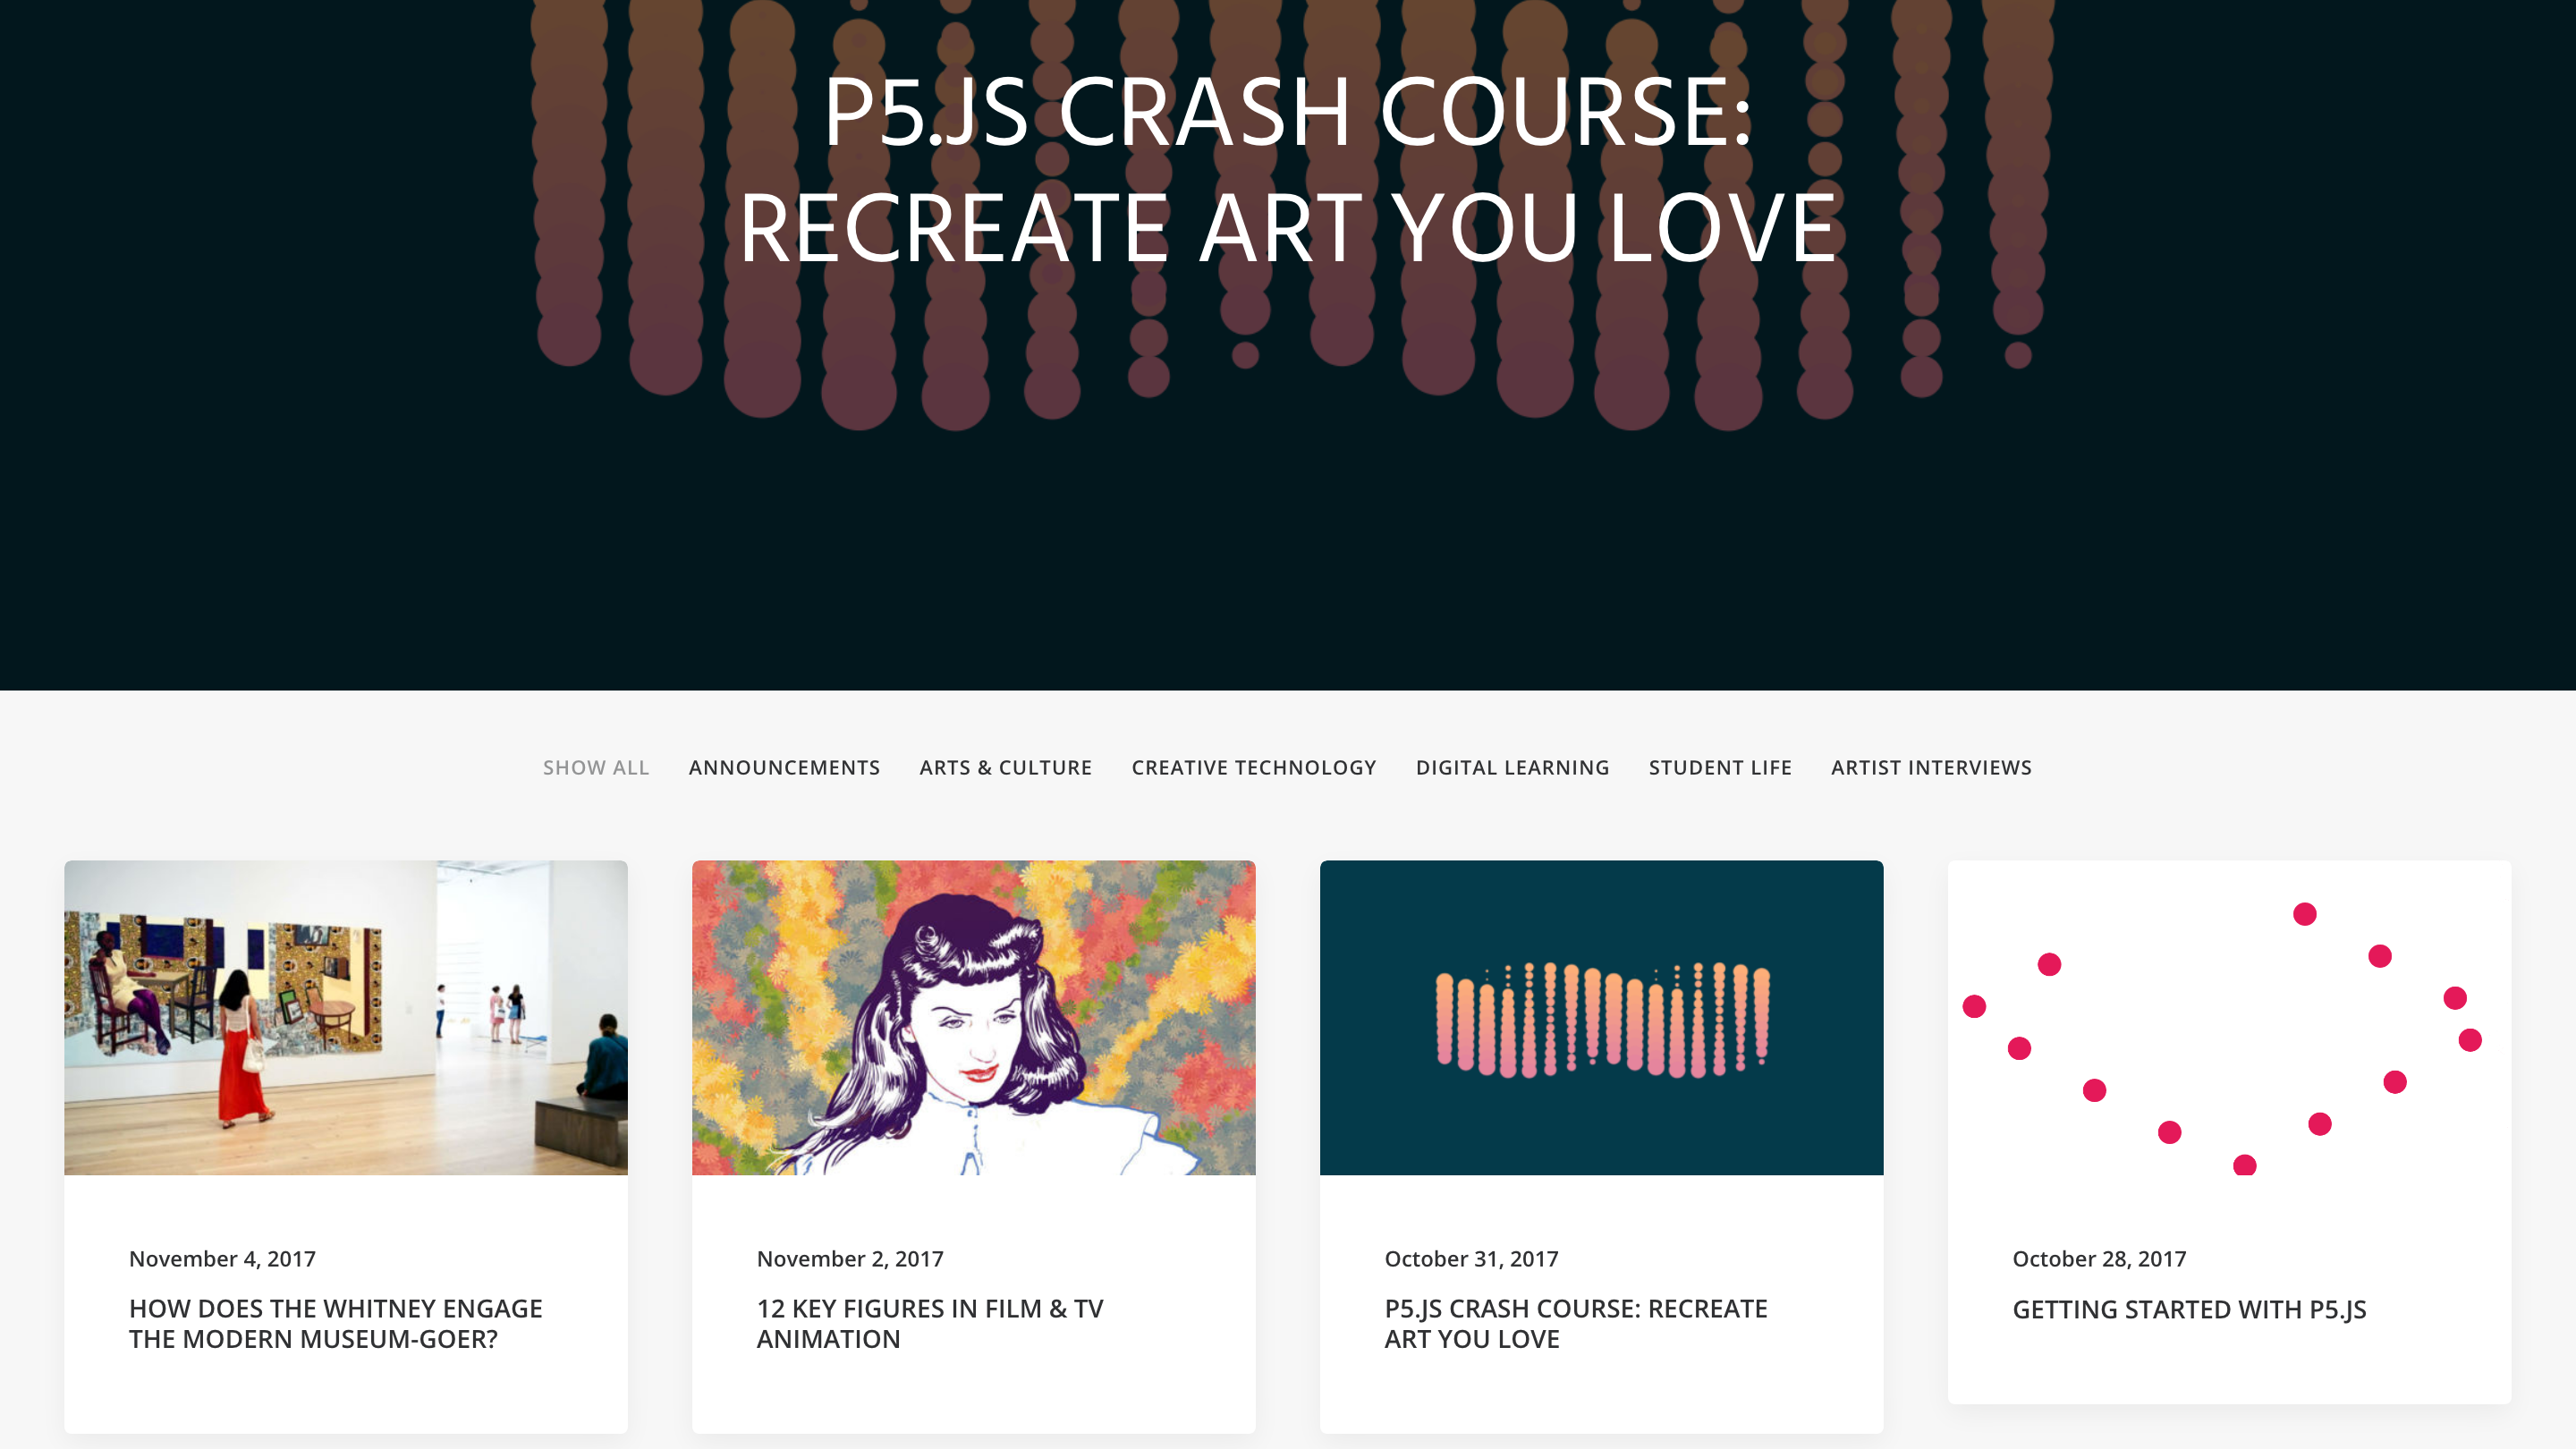 P5.JS CRASH COURSE:
RECREATE ART YOU LOVE
SHOW ALL ANNOUNCEMENTS ARTS & CULTURE CREATIVE TECHNOLOGY DIGITAL LEARNING STUDENT LIFE ARTIST INTERVIEWS
November 4, 2017
HOW DOES THE WHITNEY ENGAGE
THE MODERN MUSEUM-GOER?
November 2, 2017
12 KEY FIGURES IN FILM & TV
ANIMATION
October 31, 2017
P5.JS CRASH COURSE: RECREATE
ART YOU LOVE
October 28, 2017
GETTING STARTED WITH P5.JS